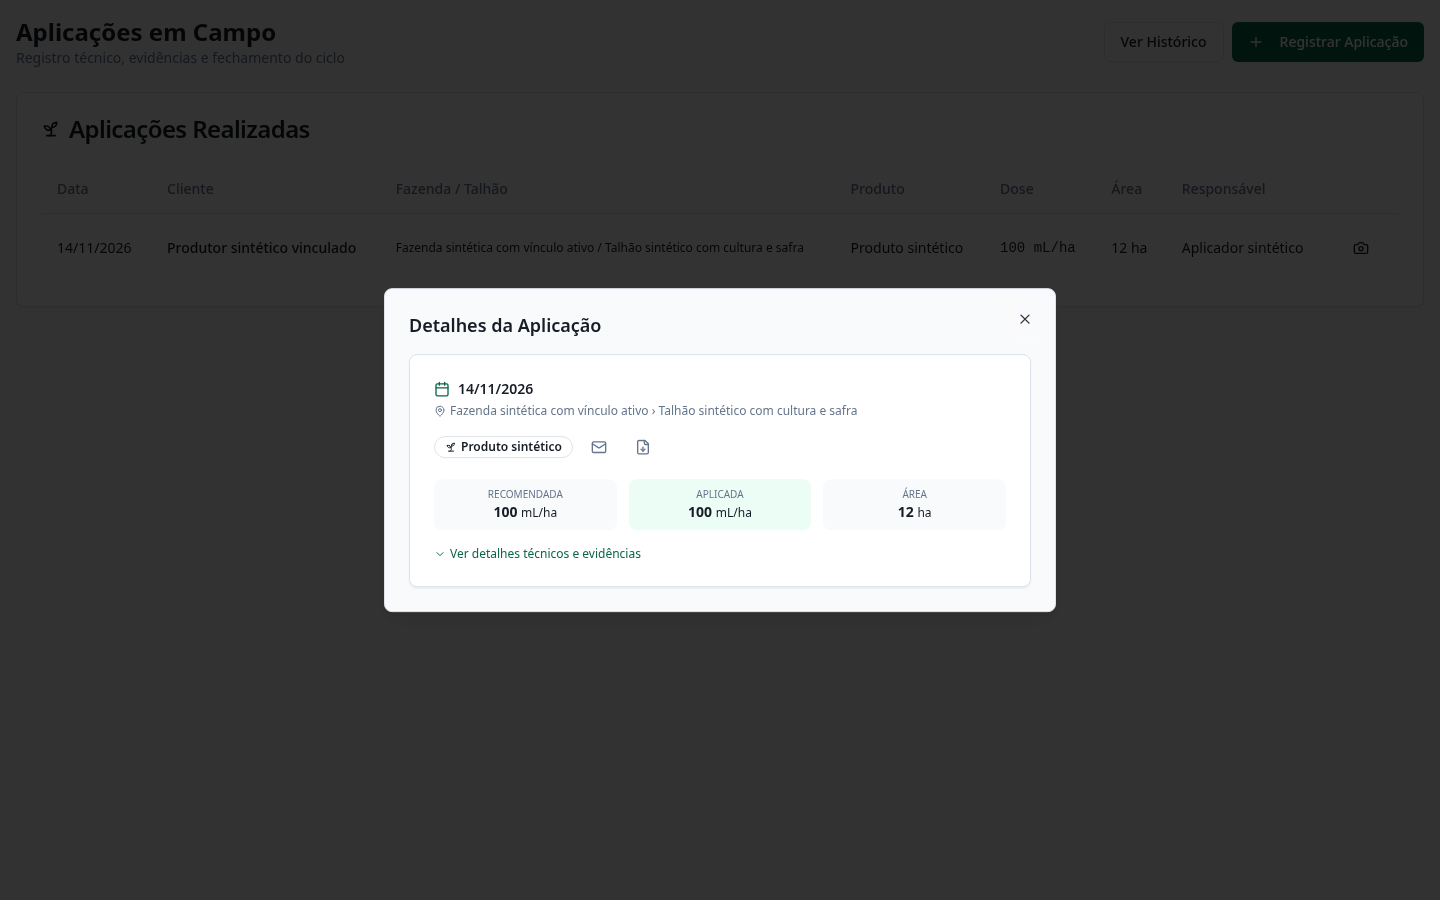 Aplicações em Campo
Registro técnico, evidências e fechamento do ciclo
Ver Histórico
Registrar Aplicação
Aplicações Realizadas
Data Cliente Fazenda / Talhão Produto Dose Área Responsável
14/11/2026 Produtor sintético vinculado Fazenda sintética com vínculo ativo / Talhão sintético com cultura e safra Produto sintético 100 mL/ha 12 ha Aplicador sintético
Detalhes da Aplicação
14/11/2026
Fazenda sintética com vínculo ativo › Talhão sintético com cultura e safra
Produto sintético
RECOMENDADA APLICADA ÁREA
100 mL/ha 100 mL/ha 12 ha
Ver detalhes técnicos e evidências